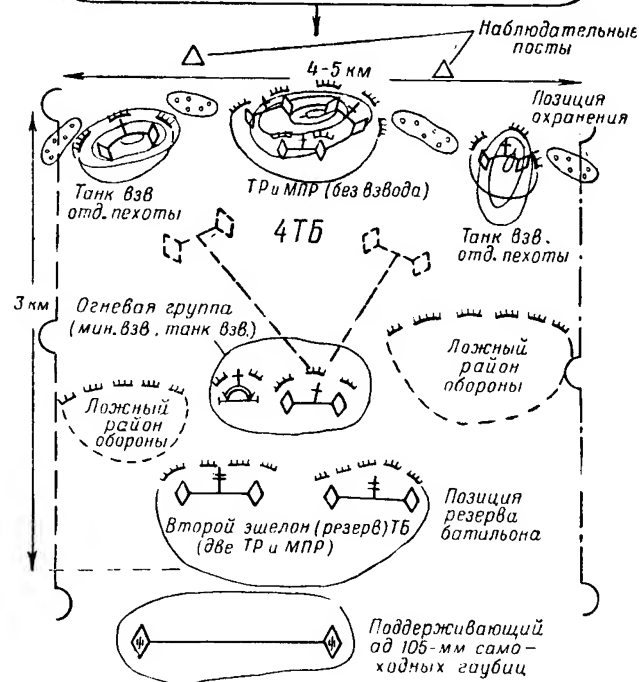 Наблюдательные
посты
4-5 км
Позиция
охранения
Танк взв
отд. пехоты
ТР и МПР (без взвода)
4ТБ
Танк взв.
отд. пехоты
3 км
Огневая группа
(мин. взв, танк взв.)
Ложный
район
обороны
Ложный
район
обороны
Второй эшелон (резерв) ТБ
(две ТР и МПР)
Позиция
резерва
батильона
Поддерживающий
ад 105-мм само-
ходных гаубиц